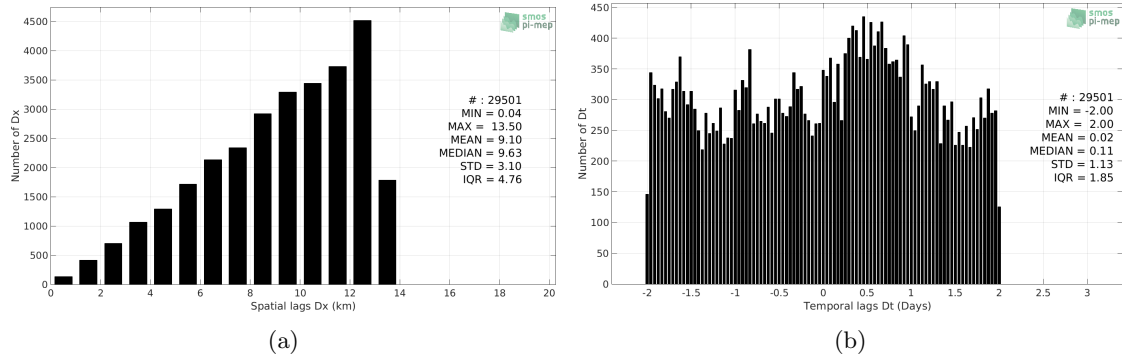 smos
pi-mep
4500
4000
3500
3000
2500
2000
1500
1000
500
0
Number of Dx
# : 29501
MIN = 0.04
MAX = 13.50
MEAN = 9.10
MEDIAN = 9.63
STD = 3.10
IQR = 4.76
0 2 4 6 8 10 12 14 16 18 20
Spatial lags Dx (km)
(a)
smos
pi-mep
450
400
350
300
250
200
150
100
50
0
Number of Dt
# : 29501
MIN = -2.00
MAX = 2.00
MEAN = 0.02
MEDIAN = 0.11
STD = 1.13
IQR = 1.85
-2 -1.5 -1 -0.5 0 0.5 1 1.5 2 2.5 3
Temporal lags Dt (Days)
(b)